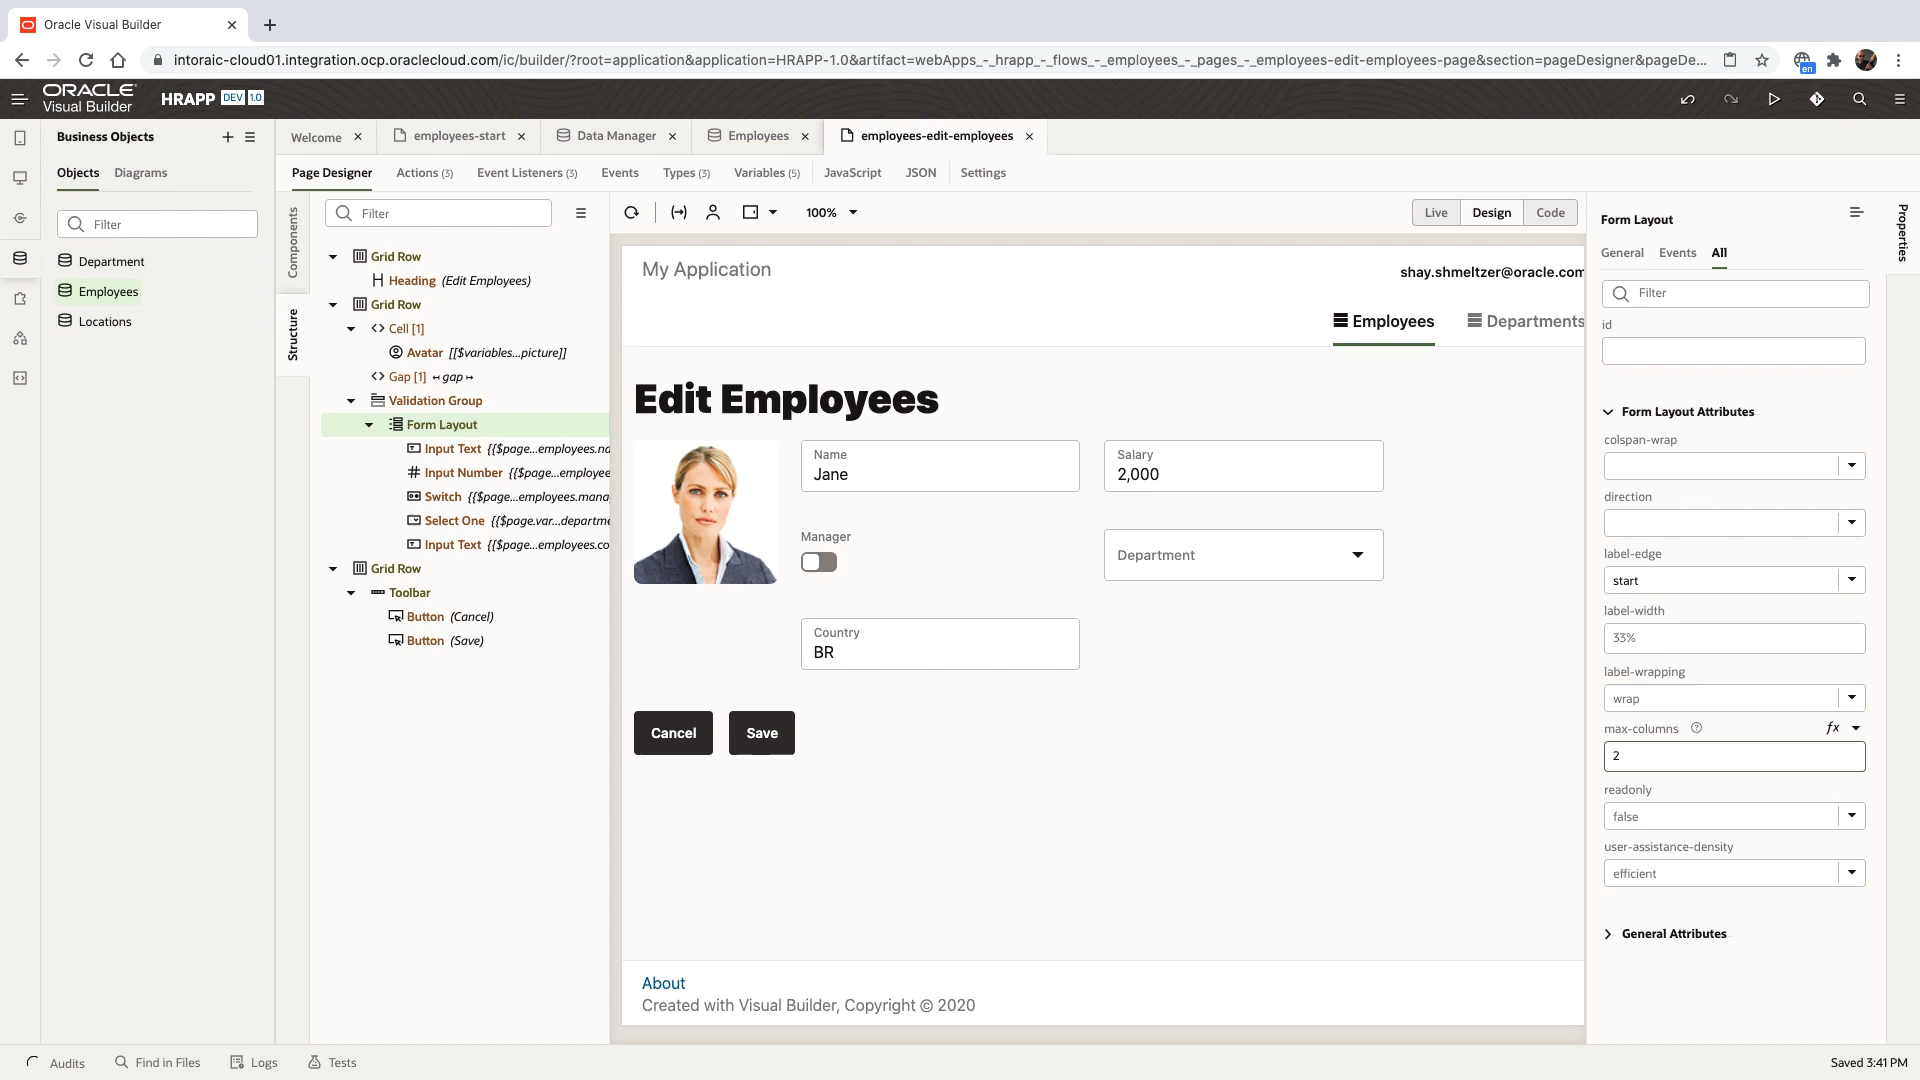 Oracle Visual Builder
intoraic-cloud01.integration.ocp.oraclecloud.com/ic/builder/?root=application&application=HRAPP-1.0&artifact=webApps_-_hrapp_-_flows_-_employees_-_pages_-_employees-edit-employees-page&section=pageDesigner&pageDe...
en
ORACLE
Visual Builder
HRAPP DEV 1.0
Business Objects
Objects Diagrams
Filter
Department
Employees
Locations
Welcome employees-start Data Manager Employees employees-edit-employees
Page Designer Actions (3) Event Listeners (3) Events Types (3) Variables (5) JavaScript JSON Settings
Components
Structure
Filter
Grid Row
Heading (Edit Employees)
Grid Row
Cell [1]
Avatar [[$variables...picture]]
Gap [1] ↤ gap ↦
Validation Group
Form Layout
Input Text {{$page...employees.na
Input Number {{$page...employee
Switch {{$page...employees.mana
Select One {{$page.var...departme
Input Text {{$page...employees.co
Grid Row
Toolbar
Button (Cancel)
Button (Save)
100%
Live Design Code
My Application
shay.shmeltzer@oracle.com
Employees Departments
Edit Employees
Name
Jane
Salary
2,000
Manager
Department
Country
BR
Cancel Save
About
Created with Visual Builder, Copyright © 2020
Form Layout
General Events All
Filter
id
Form Layout Attributes
colspan-wrap
direction
label-edge
start
label-width
33%
label-wrapping
wrap
max-columns fx
2
readonly
false
user-assistance-density
efficient
General Attributes
Properties
Audits Find in Files Logs Tests
Saved 3:41 PM